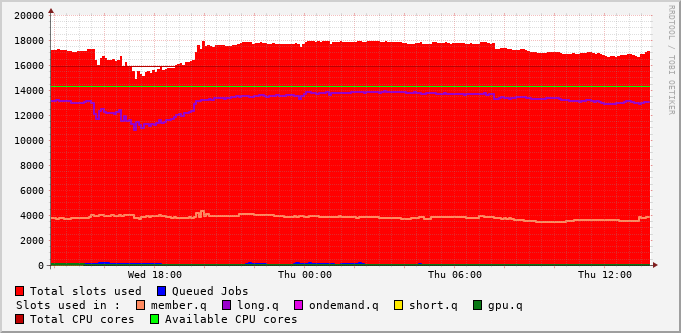 RRDTOOL / TOBI OETIKER
20000
18000
16000
14000
12000
10000
8000
6000
4000
2000
0
Wed 18:00 Thu 00:00 Thu 06:00 Thu 12:00
Total slots used Queued Jobs
Slots used in : member.q long.q ondemand.q short.q gpu.q
Total CPU cores Available CPU cores